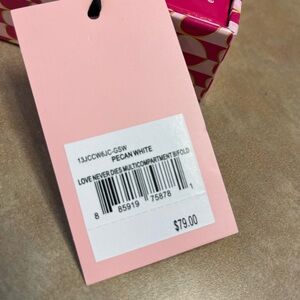 13JCCW6JC-GSW
PECAN WHITE
LOVE NEVER DIES MULTICOMPARTMENT BIFOLD
8 85919 75878 1
$79.00